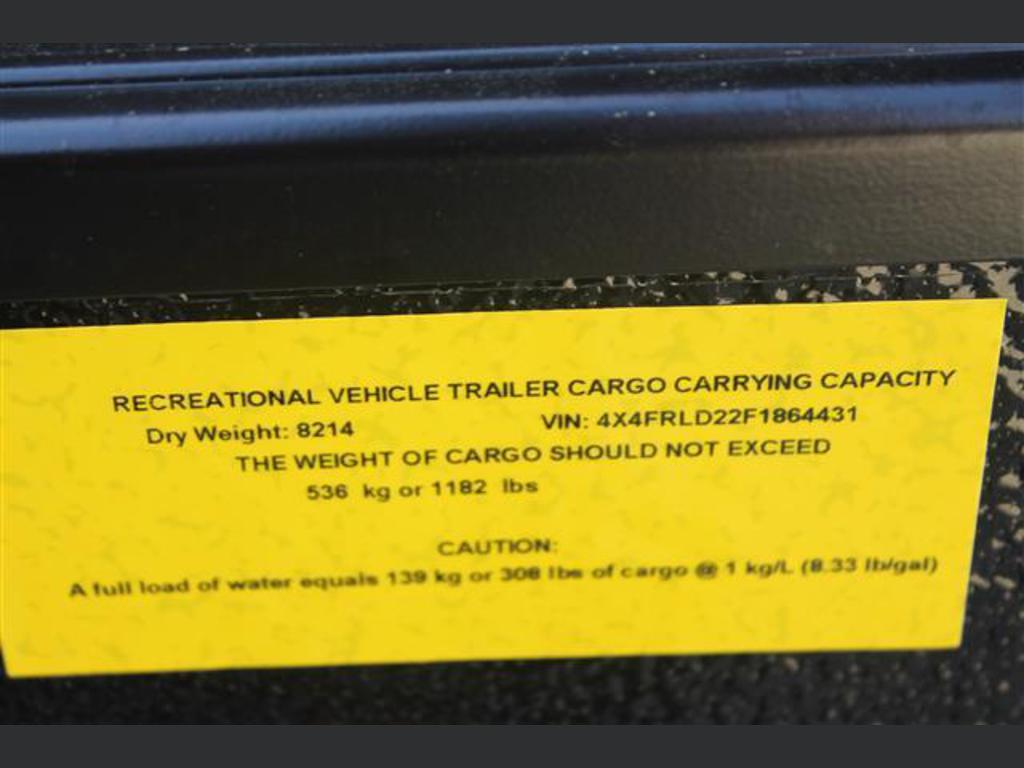 RECREATIONAL VEHICLE TRAILER CARGO CARRYING CAPACITY
Dry Weight: 8214 VIN: 4X4FRLD22F1864431
THE WEIGHT OF CARGO SHOULD NOT EXCEED
536 kg or 1182 lbs
CAUTION:
A full load of water equals 139 kg or 308 lbs of cargo @ 1 kg/L (8.33 lb/gal)